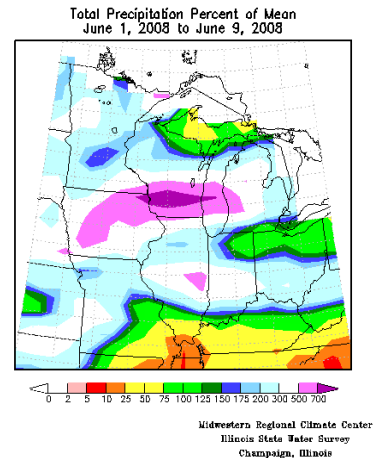 Total Precipitation Percent of Mean
June 1, 2008 to June 9, 2008
0 2 5 10 25 50 75 100 125 150 175 200 300 500 700
Midwestern Regional Climate Center
Illinois State Water Survey
Champaign, Illinois